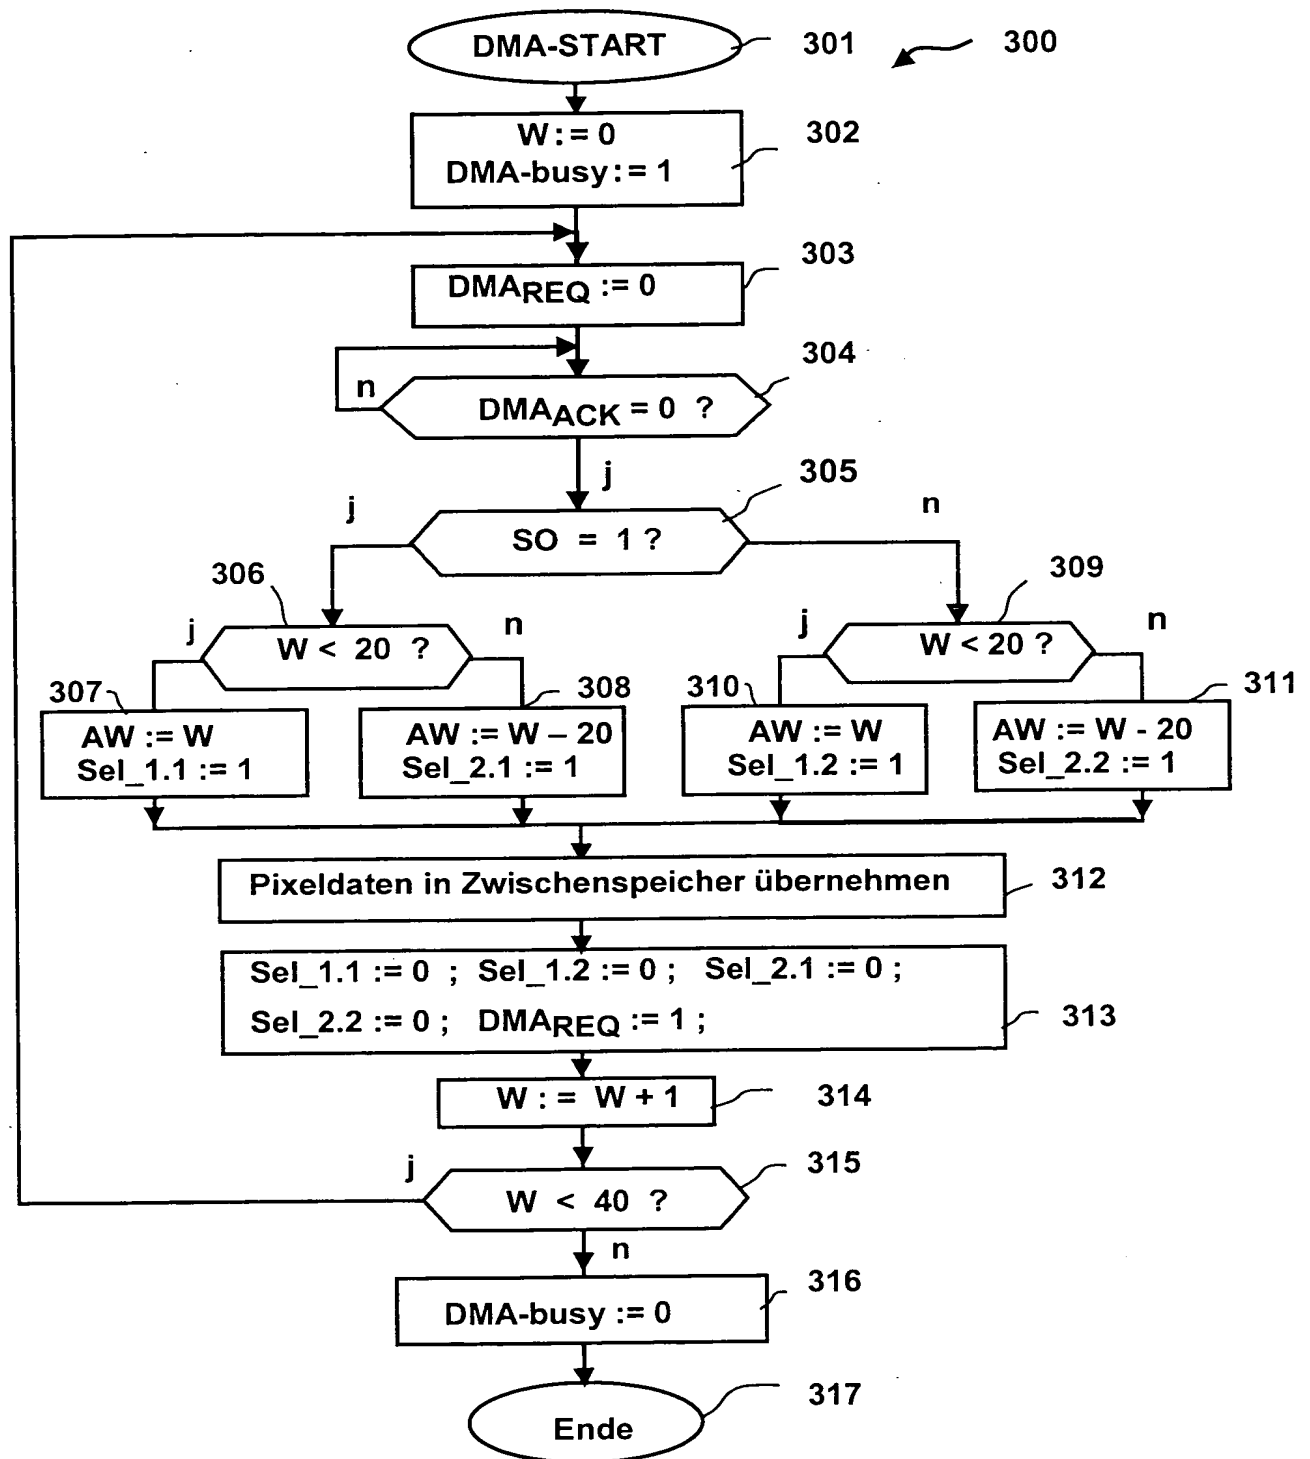 DMA-START
301
300
W := 0
DMA-busy := 1
302
DMAREQ := 0
303
n
DMAACK = 0 ?
304
j
SO = 1 ?
305
j
n
306
W < 20 ?
j
n
309
W < 20 ?
j
n
307
AW := W
Sel_1.1 := 1
308
AW := W – 20
Sel_2.1 := 1
310
AW := W
Sel_1.2 := 1
311
AW := W - 20
Sel_2.2 := 1
Pixeldaten in Zwischenspeicher übernehmen
312
Sel_1.1 := 0 ; Sel_1.2 := 0 ; Sel_2.1 := 0 ;
Sel_2.2 := 0 ; DMAREQ := 1 ;
313
W := W + 1
314
j
W < 40 ?
315
n
DMA-busy := 0
316
Ende
317